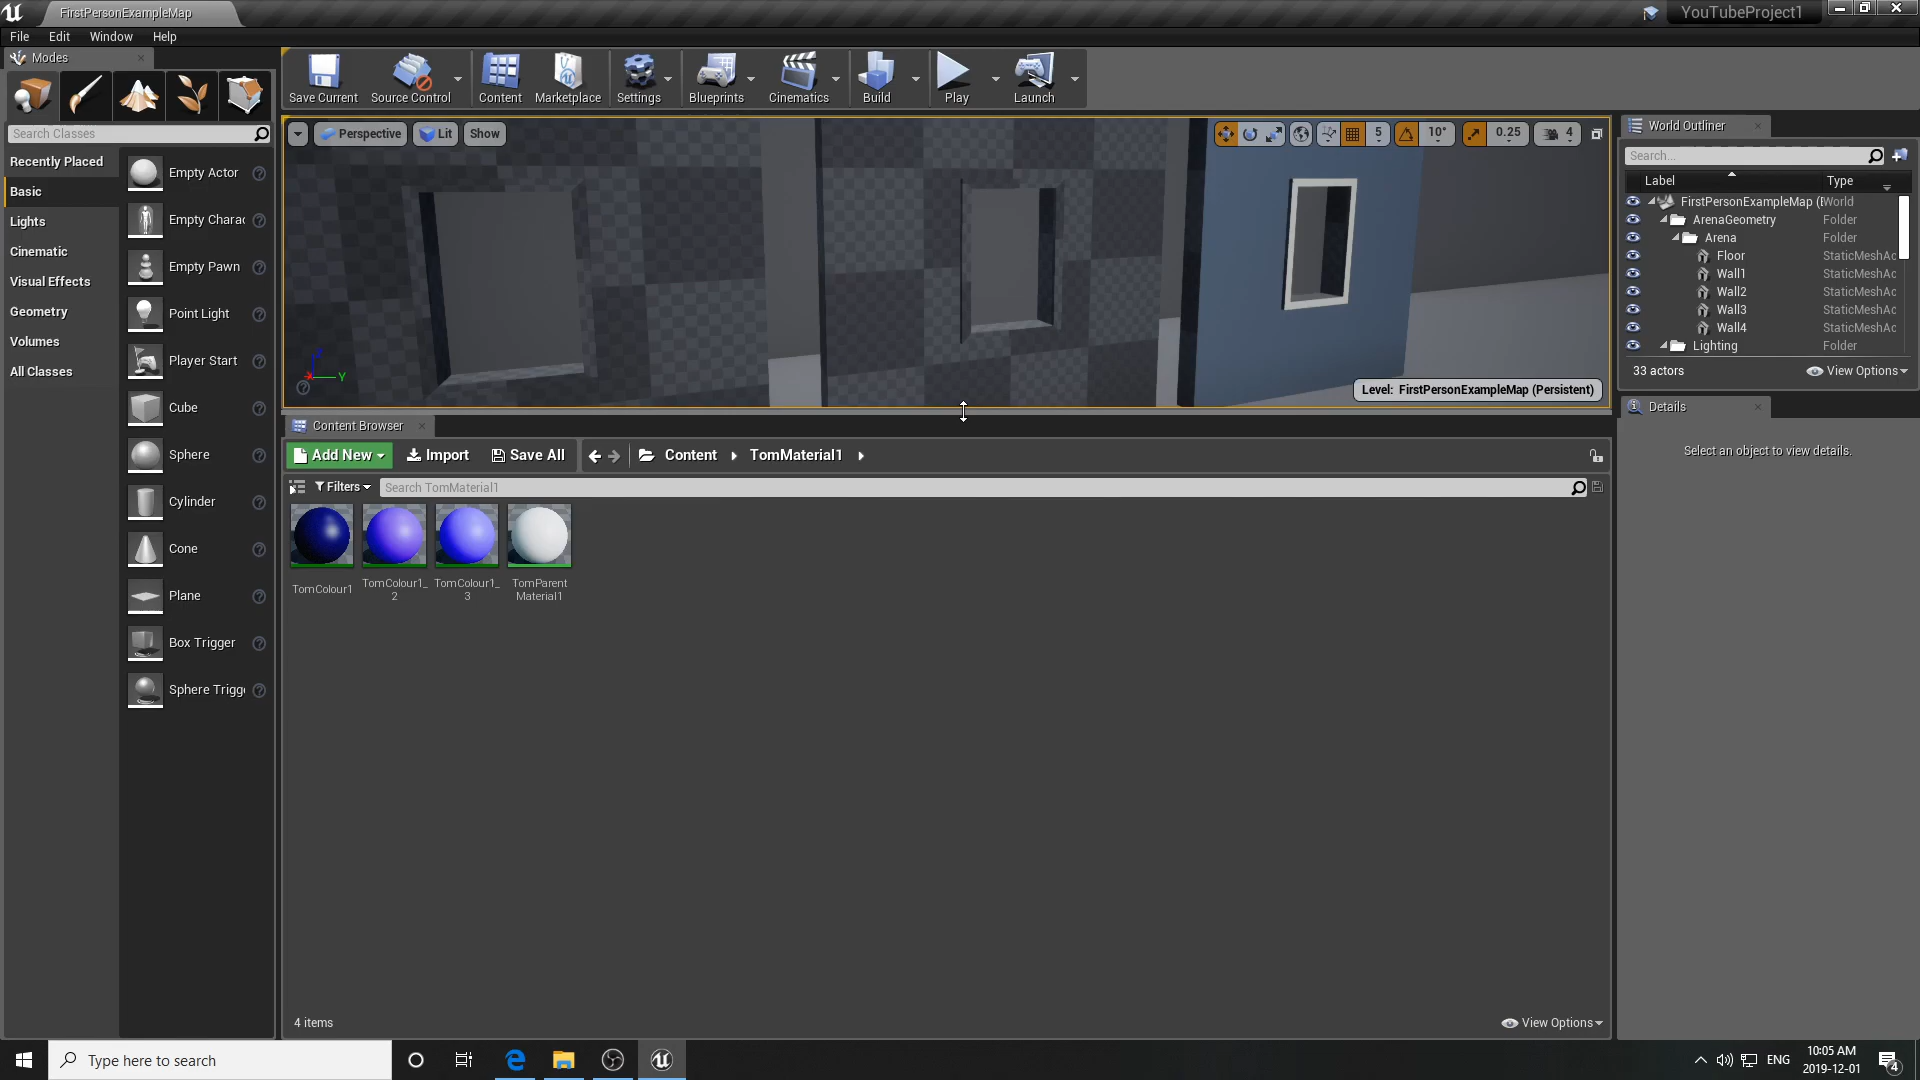 FirstPersonExampleMap
YouTubeProject1
File Edit Window Help
Modes
Search Classes
Recently Placed
Basic
Lights
Cinematic
Visual Effects
Geometry
Volumes
All Classes
Empty Actor
Empty Charac
Empty Pawn
Point Light
Player Start
Cube
Sphere
Cylinder
Cone
Plane
Box Trigger
Sphere Trigge
Save Current Source Control Content Marketplace Settings Blueprints Cinematics Build Play Launch
Perspective Lit Show
5 10° 0.25 4
Z
X Y
Level: FirstPersonExampleMap (Persistent)
Content Browser
Add New Import Save All Content TomMaterial1
Filters Search TomMaterial1
TomColour1
TomColour1_
2
TomColour1_
3
TomParent
Material1
4 items
View Options
World Outliner
Search...
Label Type
FirstPersonExampleMap (E World
ArenaGeometry Folder
Arena Folder
Floor StaticMeshAc
Wall1 StaticMeshAc
Wall2 StaticMeshAc
Wall3 StaticMeshAc
Wall4 StaticMeshAc
Lighting Folder
33 actors
View Options
Details
Select an object to view details.
Type here to search
ENG
10:05 AM
2019-12-01
4